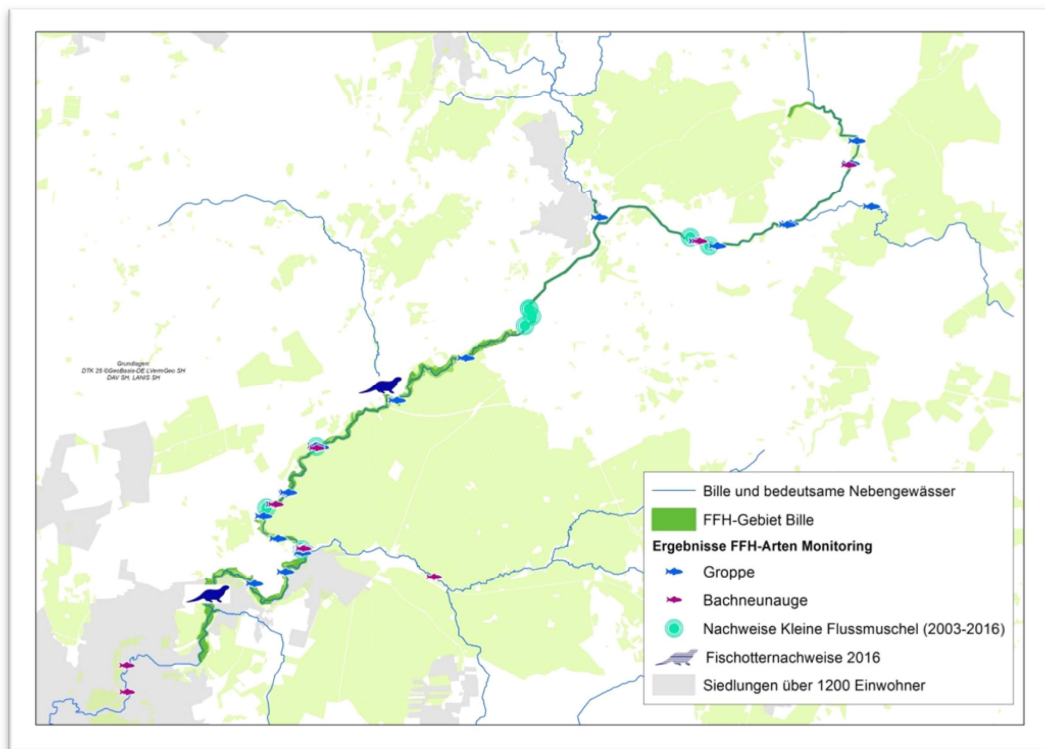 Grundlagen:
DTK 25 ©GeoBasis-DE LVermGeo SH
DAV SH, LANIS SH
Bille und bedeutsame Nebengewässer
FFH-Gebiet Bille
Ergebnisse FFH-Arten Monitoring
Groppe
Bachneunauge
Nachweise Kleine Flussmuschel (2003-2016)
Fischotternachweise 2016
Siedlungen über 1200 Einwohner